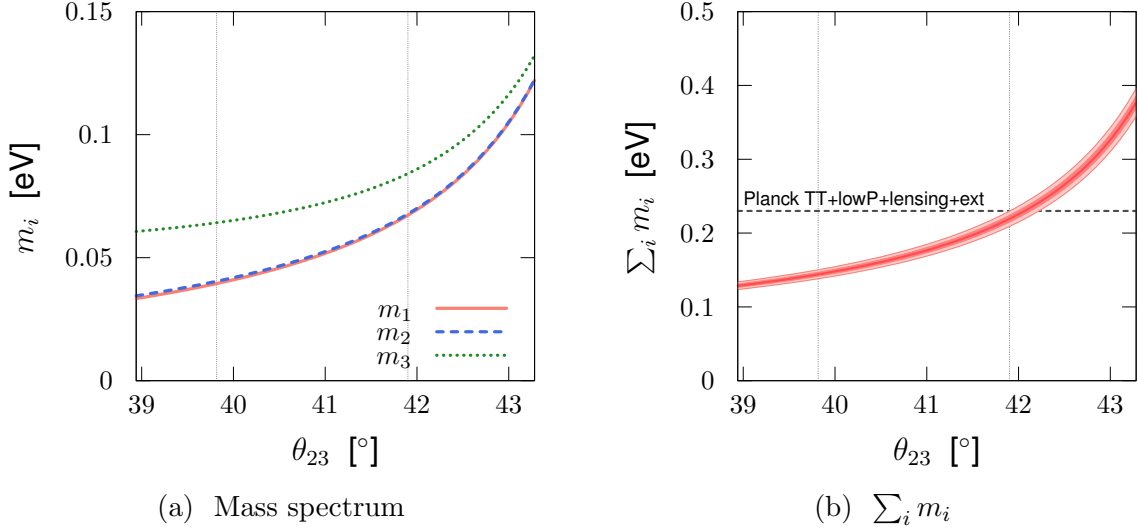 0.15
0.1
0.05
0
m_i [eV]
m_1
m_2
m_3
39 40 41 42 43
θ_23 [°]
(a) Mass spectrum
0.5
0.4
0.3
0.2
0.1
0
∑_i m_i [eV]
Planck TT+lowP+lensing+ext
39 40 41 42 43
θ_23 [°]
(b) ∑_i m_i